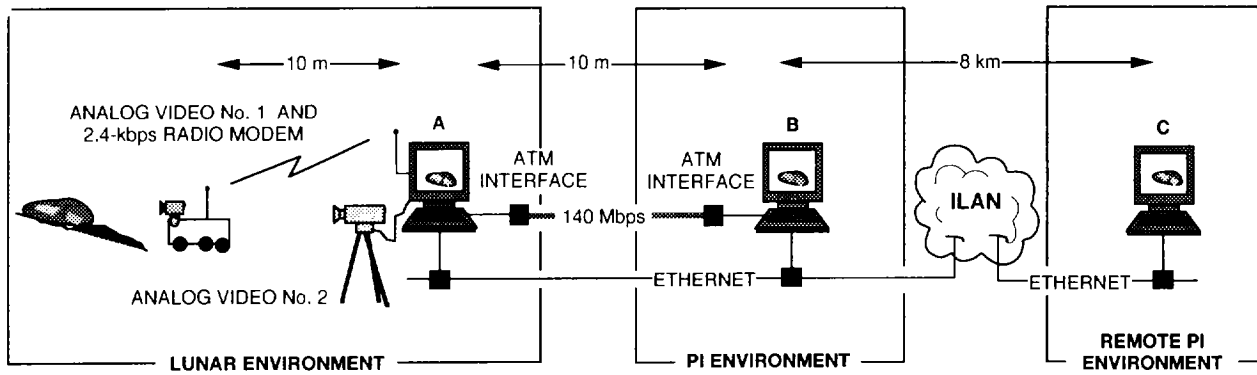 10 m
10 m
8 km
ANALOG VIDEO No. 1 AND
2.4-kbps RADIO MODEM
A
B
C
ATM
INTERFACE
ATM
INTERFACE
ILAN
140 Mbps
ETHERNET
ETHERNET
ANALOG VIDEO No. 2
LUNAR ENVIRONMENT
PI ENVIRONMENT
REMOTE PI
ENVIRONMENT